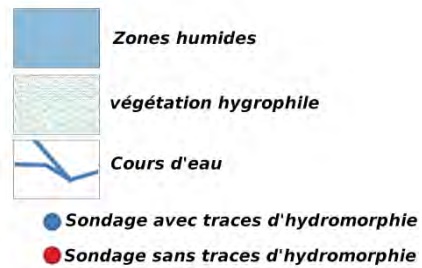 Zones humides
végétation hygrophile
Cours d'eau
Sondage avec traces d'hydromorphie
Sondage sans traces d'hydromorphie